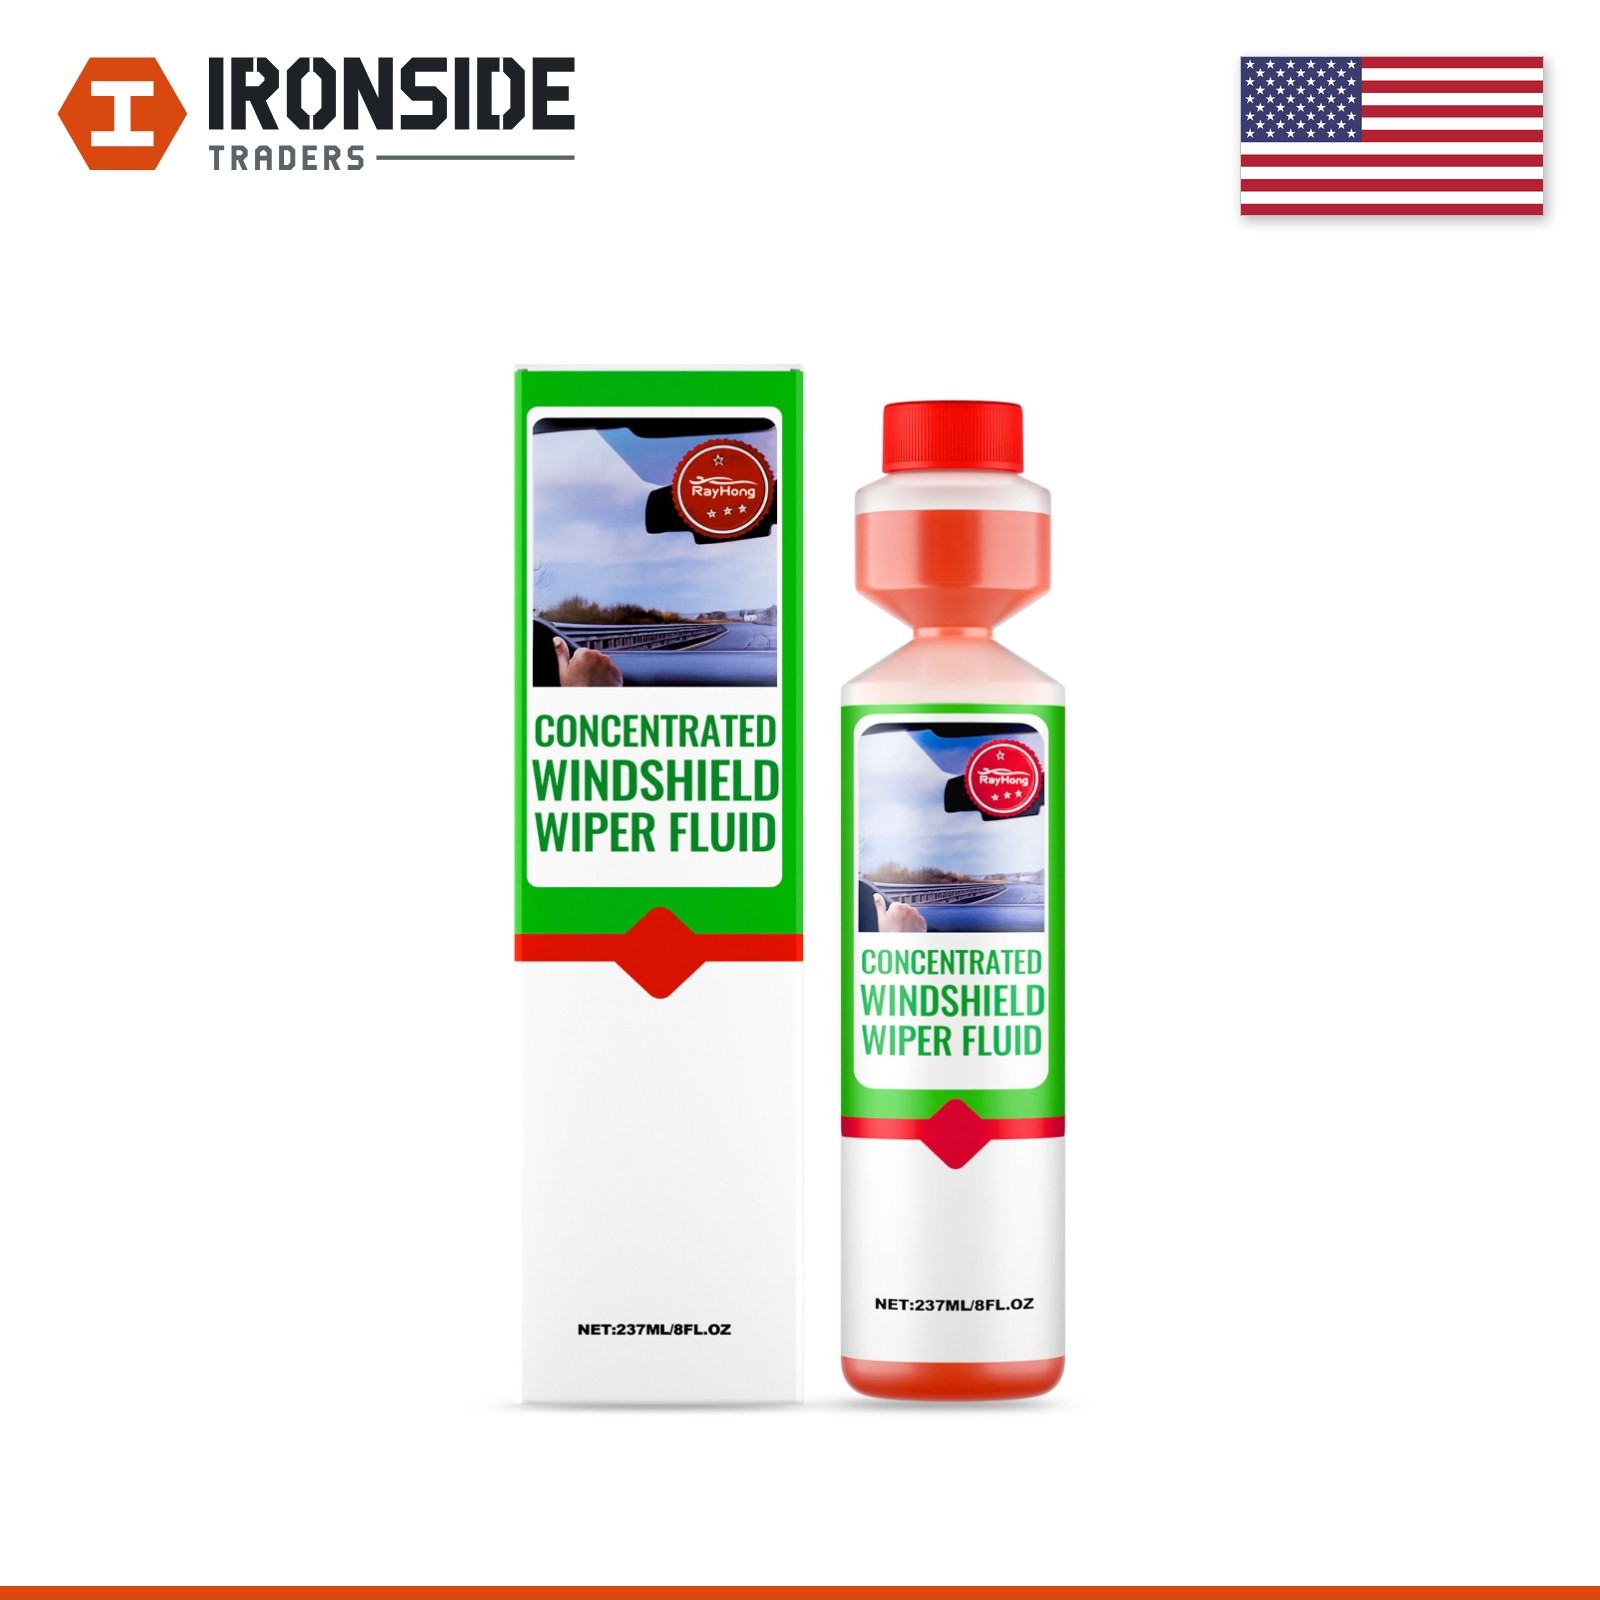 IRONSIDE
TRADERS
RayHong
CONCENTRATED
WINDSHIELD
WIPER FLUID
NET:237ML/8FL.OZ
RayHong
CONCENTRATED
WINDSHIELD
WIPER FLUID
NET:237ML/8FL.OZ